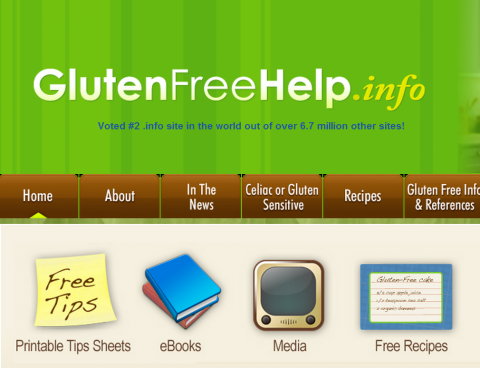 GlutenFreeHelp.info
Voted #2 .info site in the world out of over 6.7 million other sites!
Home
About
In The
News
Celiac or Gluten
Sensitive
Recipes
Gluten Free Info
& References
Free
Tips
Gluten-Free cake
Printable Tips Sheets
eBooks
Media
Free Recipes